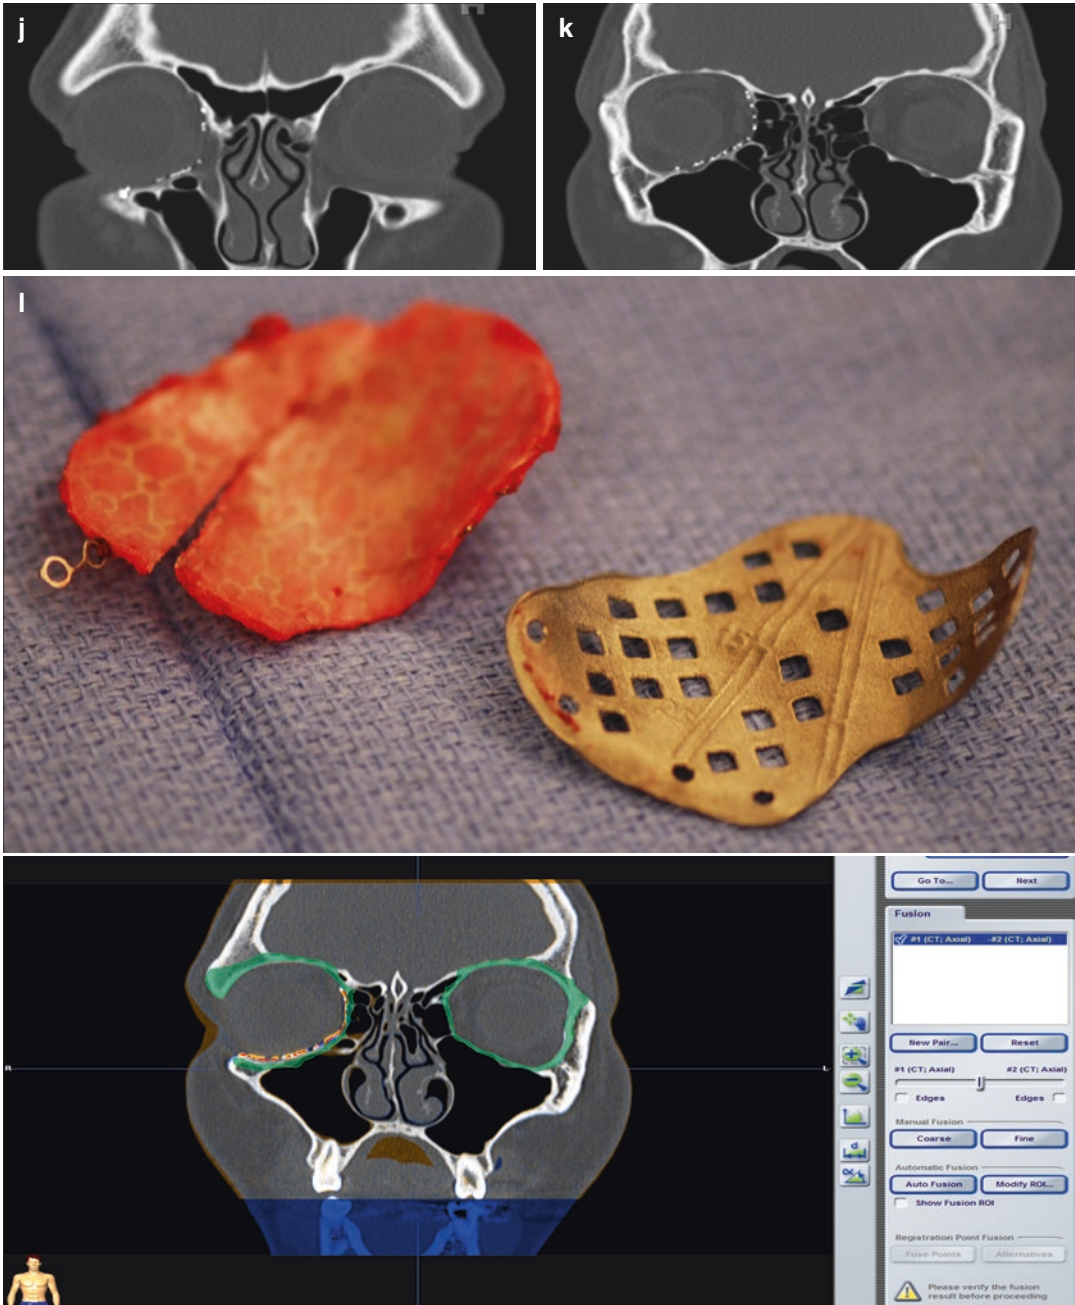 j
k
l
Go To...
Next
Fusion
#1 (CT; Axial) -#2 (CT; Axial)
New Pair...
Reset
#1 (CT; Axial)
#2 (CT; Axial)
Edges
Edges
Manual Fusion
Coarse
Fine
Automatic Fusion
Auto Fusion
Modify ROI...
Show Fusion ROI
Registration Point Fusion
Fuse Points
Alternatives
Please verify the fusion
result before proceeding
R
L
d